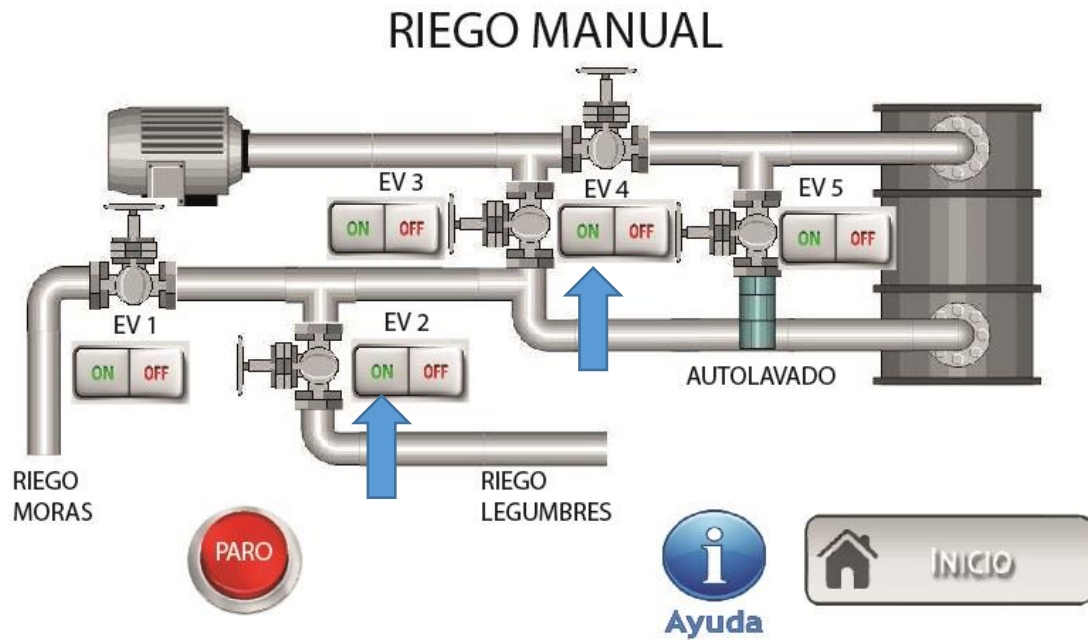 RIEGO MANUAL
EV 3
EV 4
EV 5
ON OFF
ON OFF
ON OFF
EV 1
EV 2
ON OFF
ON OFF
AUTOLAVADO
RIEGO
MORAS
RIEGO
LEGUMBRES
PARO
i
Ayuda
INICIO